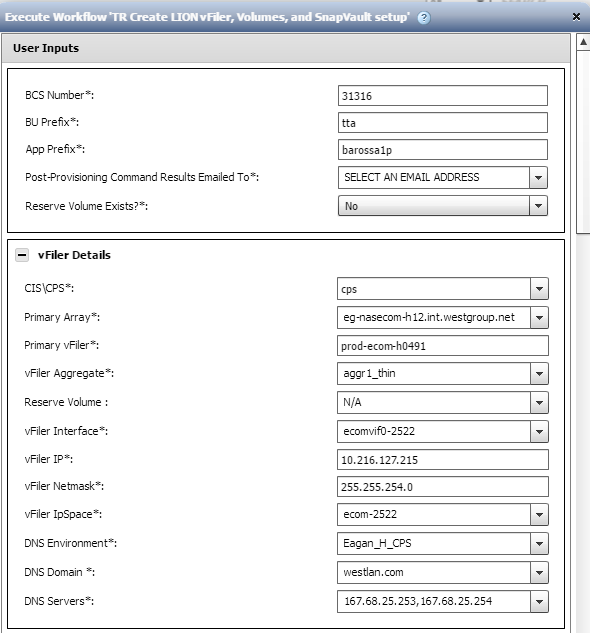 Execute Workflow 'TR Create LION vFiler, Volumes, and SnapVault setup'
User Inputs
BCS Number*: 31316
BU Prefix*: tta
App Prefix*: barossa1p
Post-Provisioning Command Results Emailed To*: SELECT AN EMAIL ADDRESS
Reserve Volume Exists?*: No
vFiler Details
CIS\CPS*: cps
Primary Array*: eg-nasecom-h12.int.westgroup.net
Primary vFiler*: prod-ecom-h0491
vFiler Aggregate*: aggr1_thin
Reserve Volume : N/A
vFiler Interface*: ecomvif0-2522
vFiler IP*: 10.216.127.215
vFiler Netmask*: 255.255.254.0
vFiler IpSpace*: ecom-2522
DNS Environment*: Eagan_H_CPS
DNS Domain *: westlan.com
DNS Servers*: 167.68.25.253,167.68.25.254